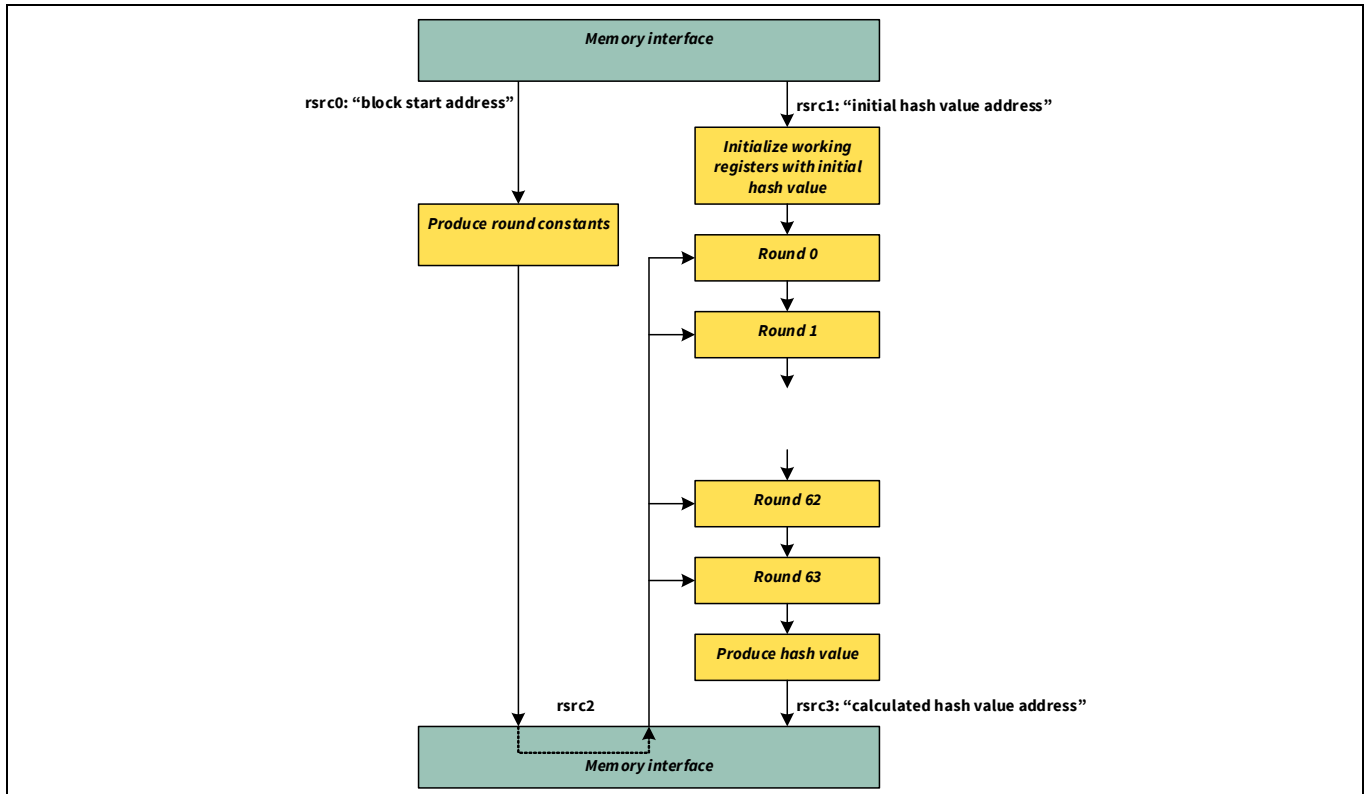 Memory interface
rsrc0: “block start address”
rsrc1: “initial hash value address”
Initialize working
registers with initial
hash value
Produce round constants
Round 0
Round 1
Round 62
Round 63
Produce hash value
rsrc2
rsrc3: “calculated hash value address”
Memory interface